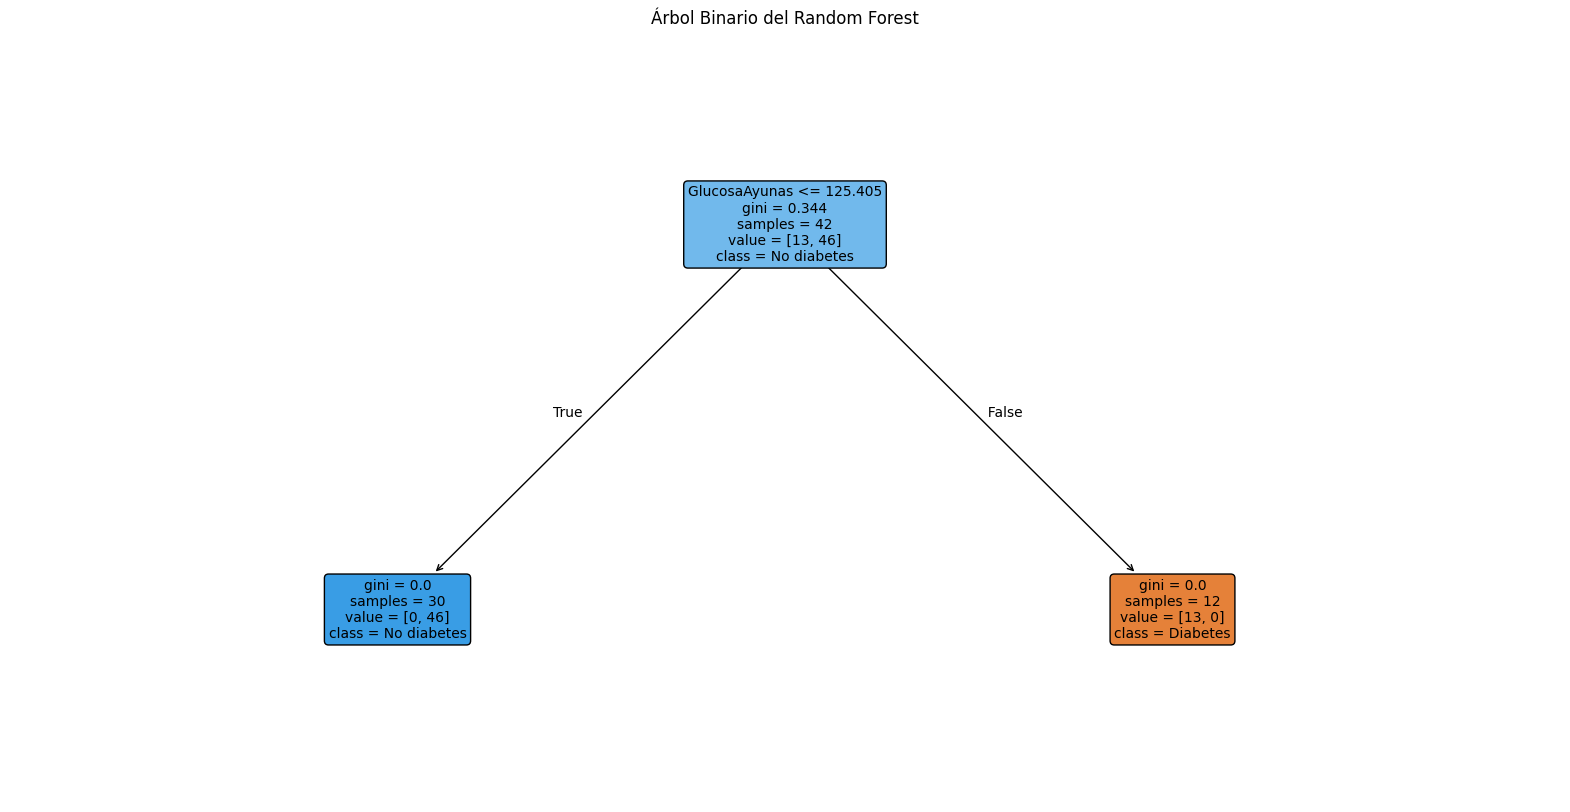 Árbol Binario del Random Forest
GlucosaAyunas <= 125.405
gini = 0.344
samples = 42
value = [13, 46]
class = No diabetes
True
False
gini = 0.0
samples = 30
value = [0, 46]
class = No diabetes
gini = 0.0
samples = 12
value = [13, 0]
class = Diabetes